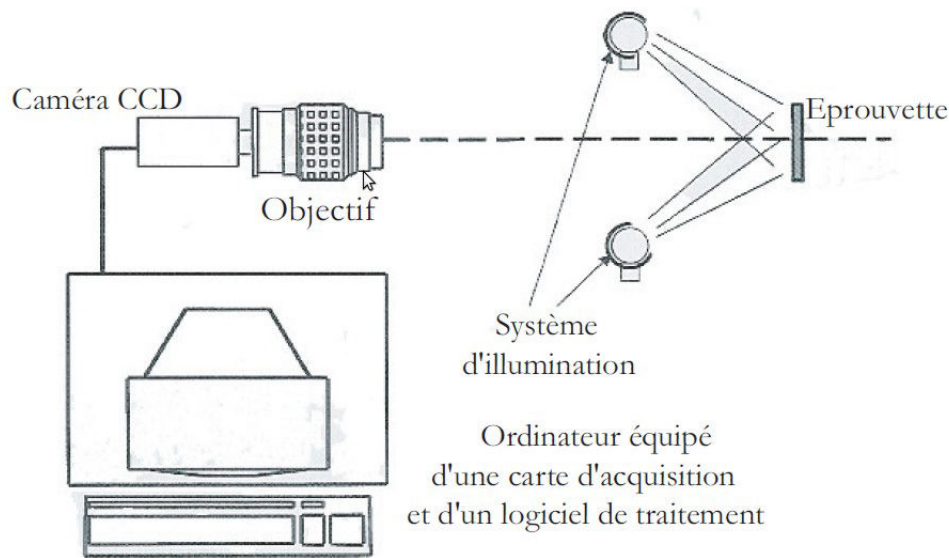 Caméra CCD
Objectif
Eprouvette
Système
d'illumination
Ordinateur équipé
d'une carte d'acquisition
et d'un logiciel de traitement